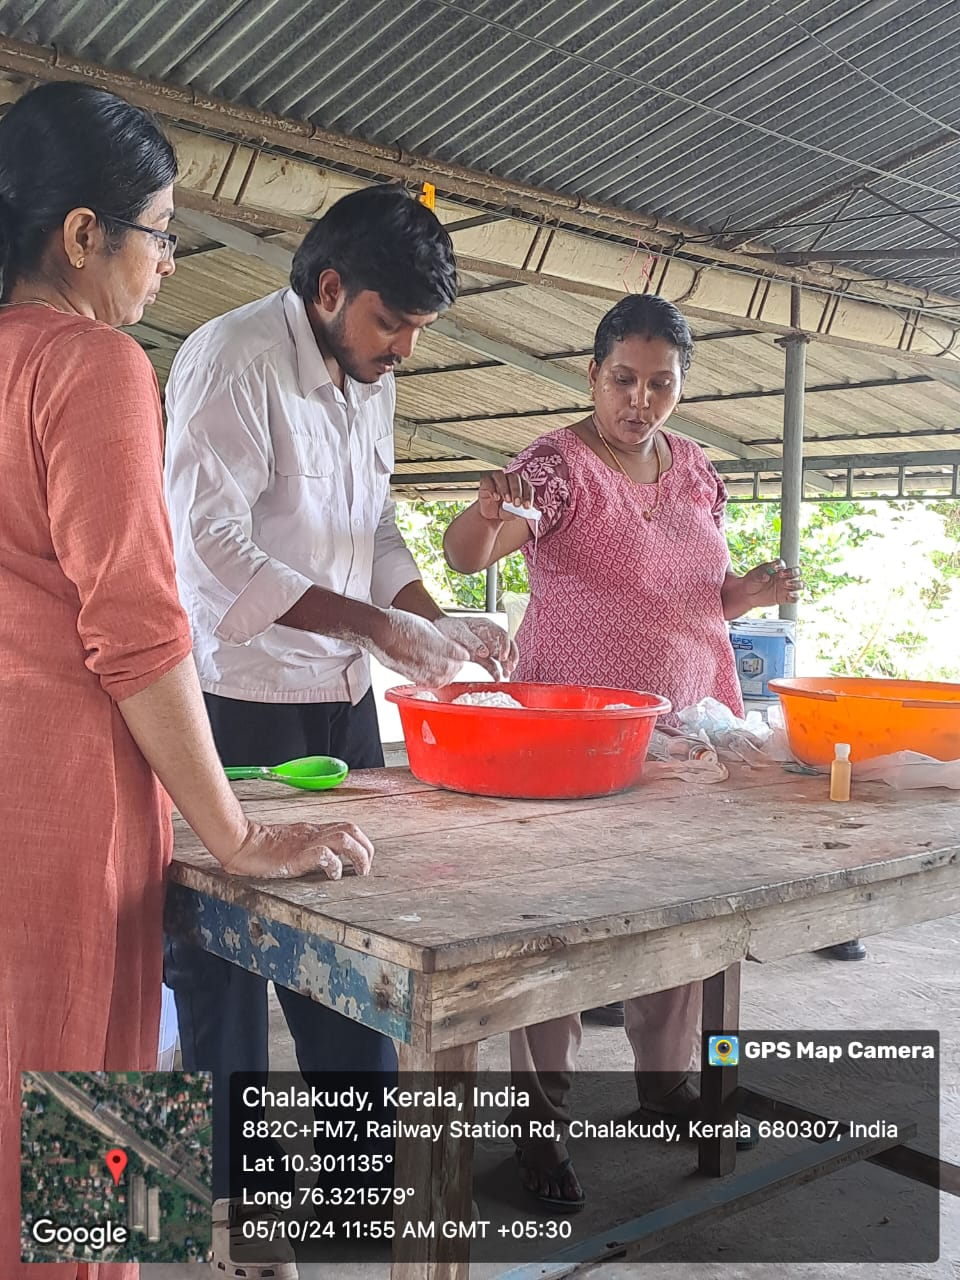 APEX
GPS Map Camera
Chalakudy, Kerala, India
882C+FM7, Railway Station Rd, Chalakudy, Kerala 680307, India
Lat 10.301135°
Long 76.321579°
05/10/24 11:55 AM GMT +05:30
Google